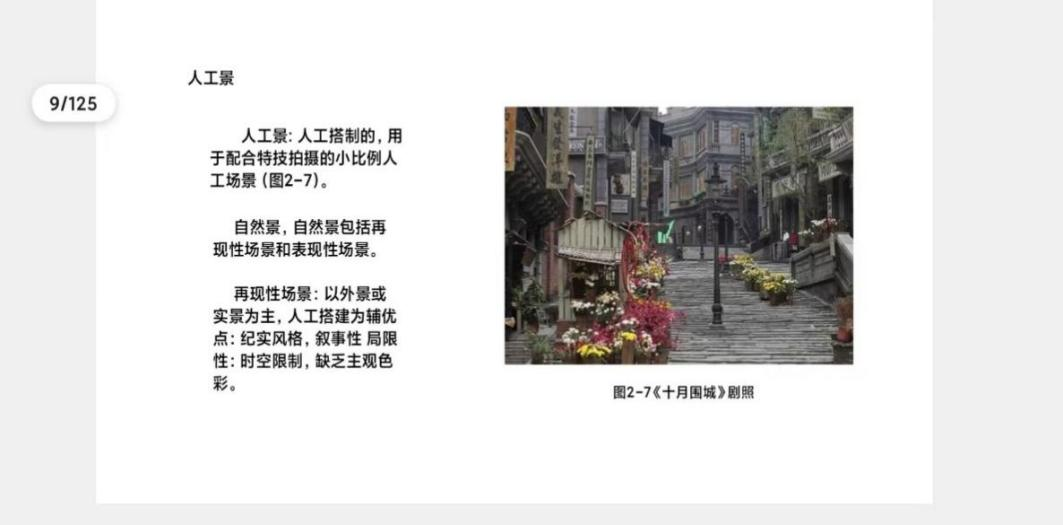 人工景
9/125
人工景：人工搭制的，用
于配合特技拍摄的小比例人
工场景（图2-7）。
自然景，自然景包括再
现性场景和表现性场景。
再现性场景：以外景或
实景为主，人工搭建为辅优
点：纪实风格，叙事性 局限
性：时空限制，缺乏主观色
彩。
图2-7《十月围城》剧照